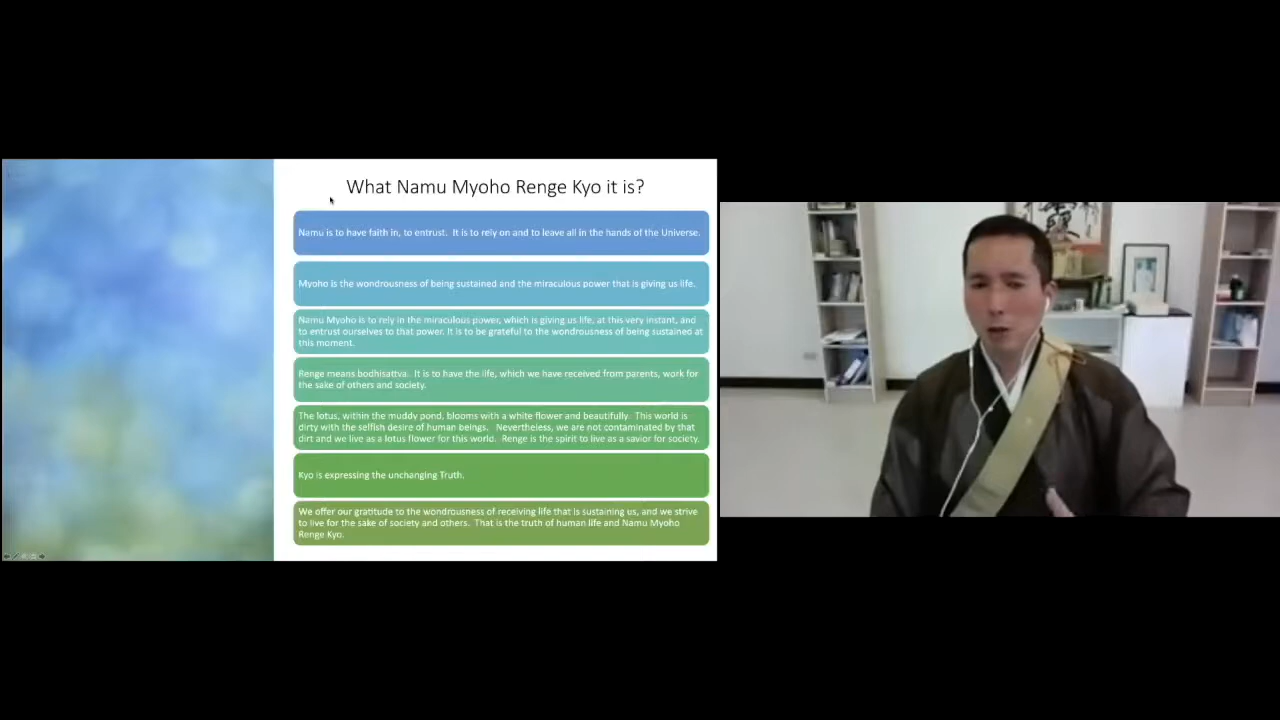 What Namu Myoho Renge Kyo it is?
Namu is to have faith in, to entrust.  It is to rely on and to leave all in the hands of the Universe.
Myoho is the wondrousness of being sustained and the miraculous power that is giving us life.
Namu Myoho is to rely in the miraculous power, which is giving us life, at this very instant, and
to entrust ourselves to that power. It is to be grateful to the wondrousness of being sustained at
this moment.
Renge means bodhisattva.  It is to have the life, which we have received from parents, work for
the sake of others and society.
The lotus, within the muddy pond, blooms with a white flower and beautifully.  This world is
dirty with the selfish desire of human beings.   Nevertheless, we are not contaminated by that
dirt and we live as a lotus flower for this world.  Renge is the spirit to live as a savior for society.
Kyo is expressing the unchanging Truth.
We offer our gratitude to the wondrousness of receiving life that is sustaining us, and we strive
to live for the sake of society and others.  That is the truth of human life and Namu Myoho
Renge Kyo.